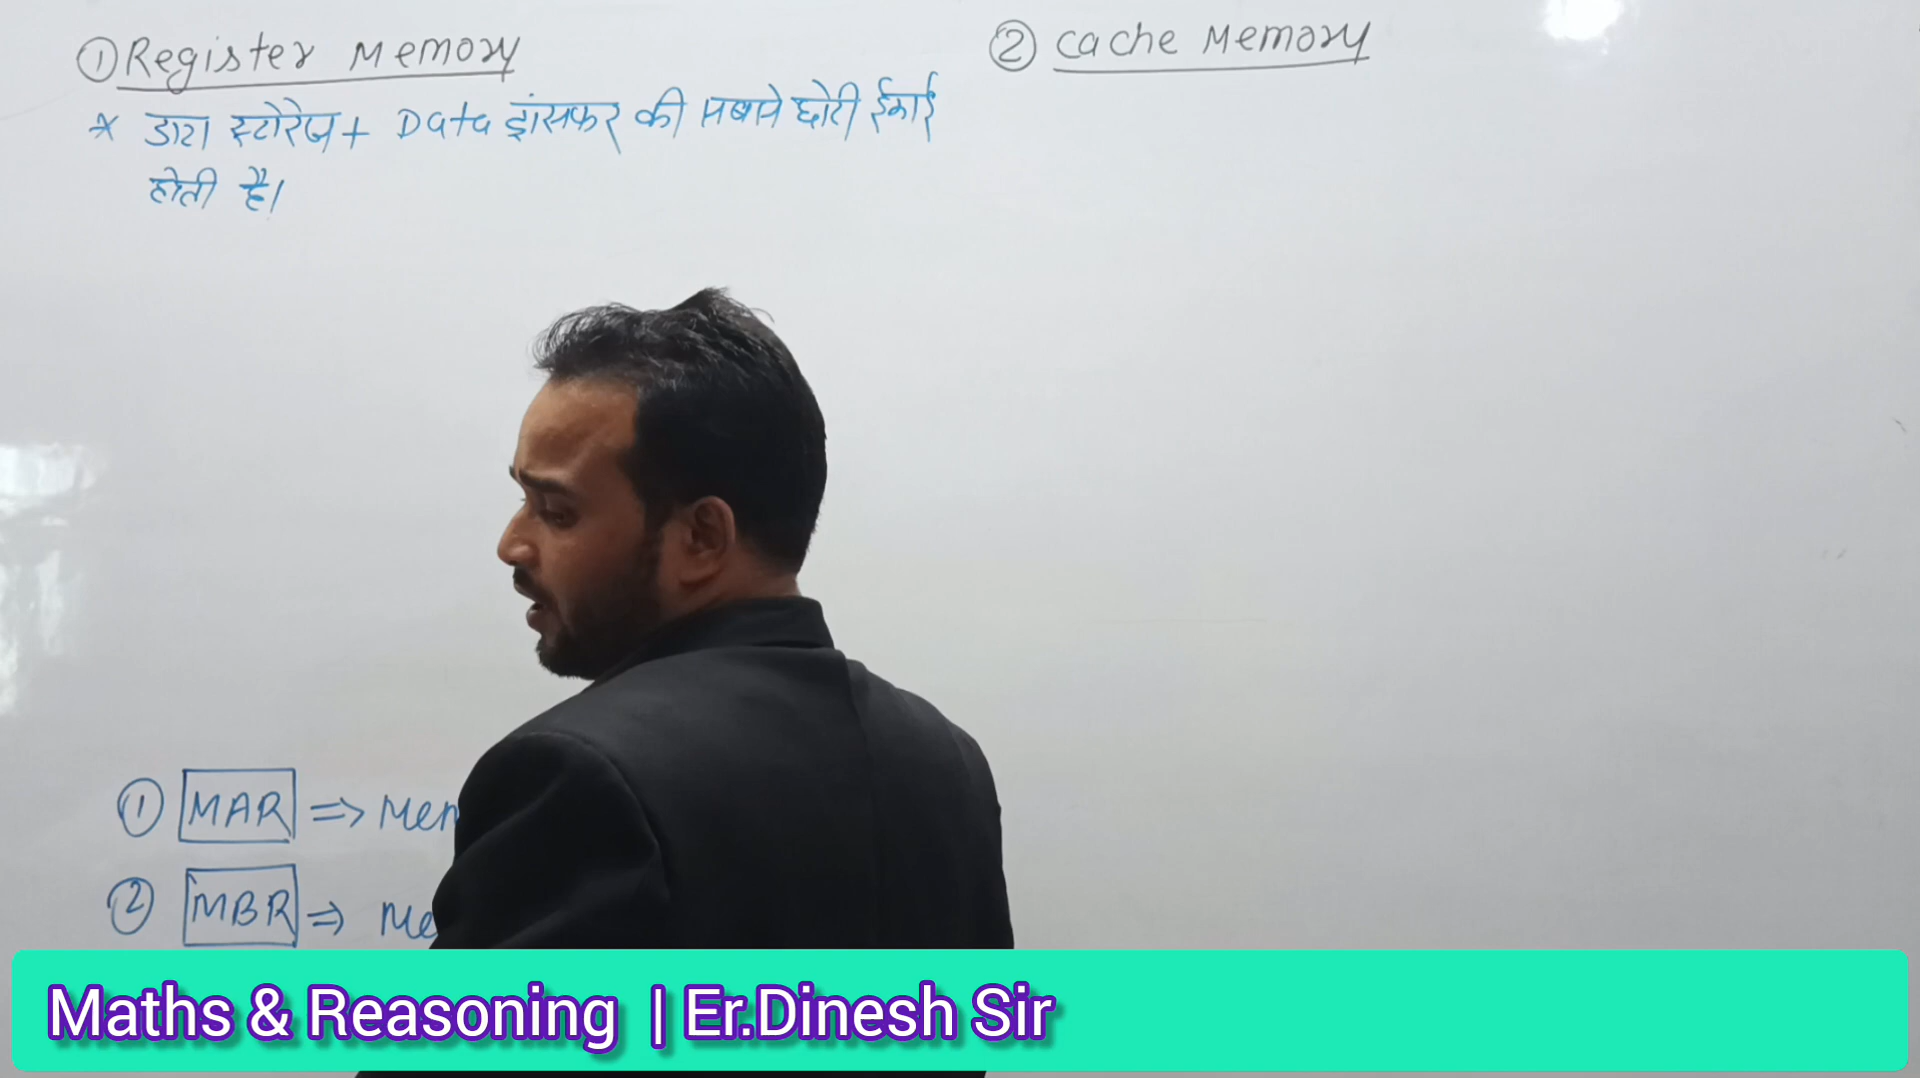 ① Register Memory
* डाटा स्टोरेज + Data ट्रांसफर की सबसे छोटी ईकाई
होती है।
② Cache Memory
① MAR ⇒ Mem
② MBR ⇒ Me
Maths & Reasoning | Er.Dinesh Sir